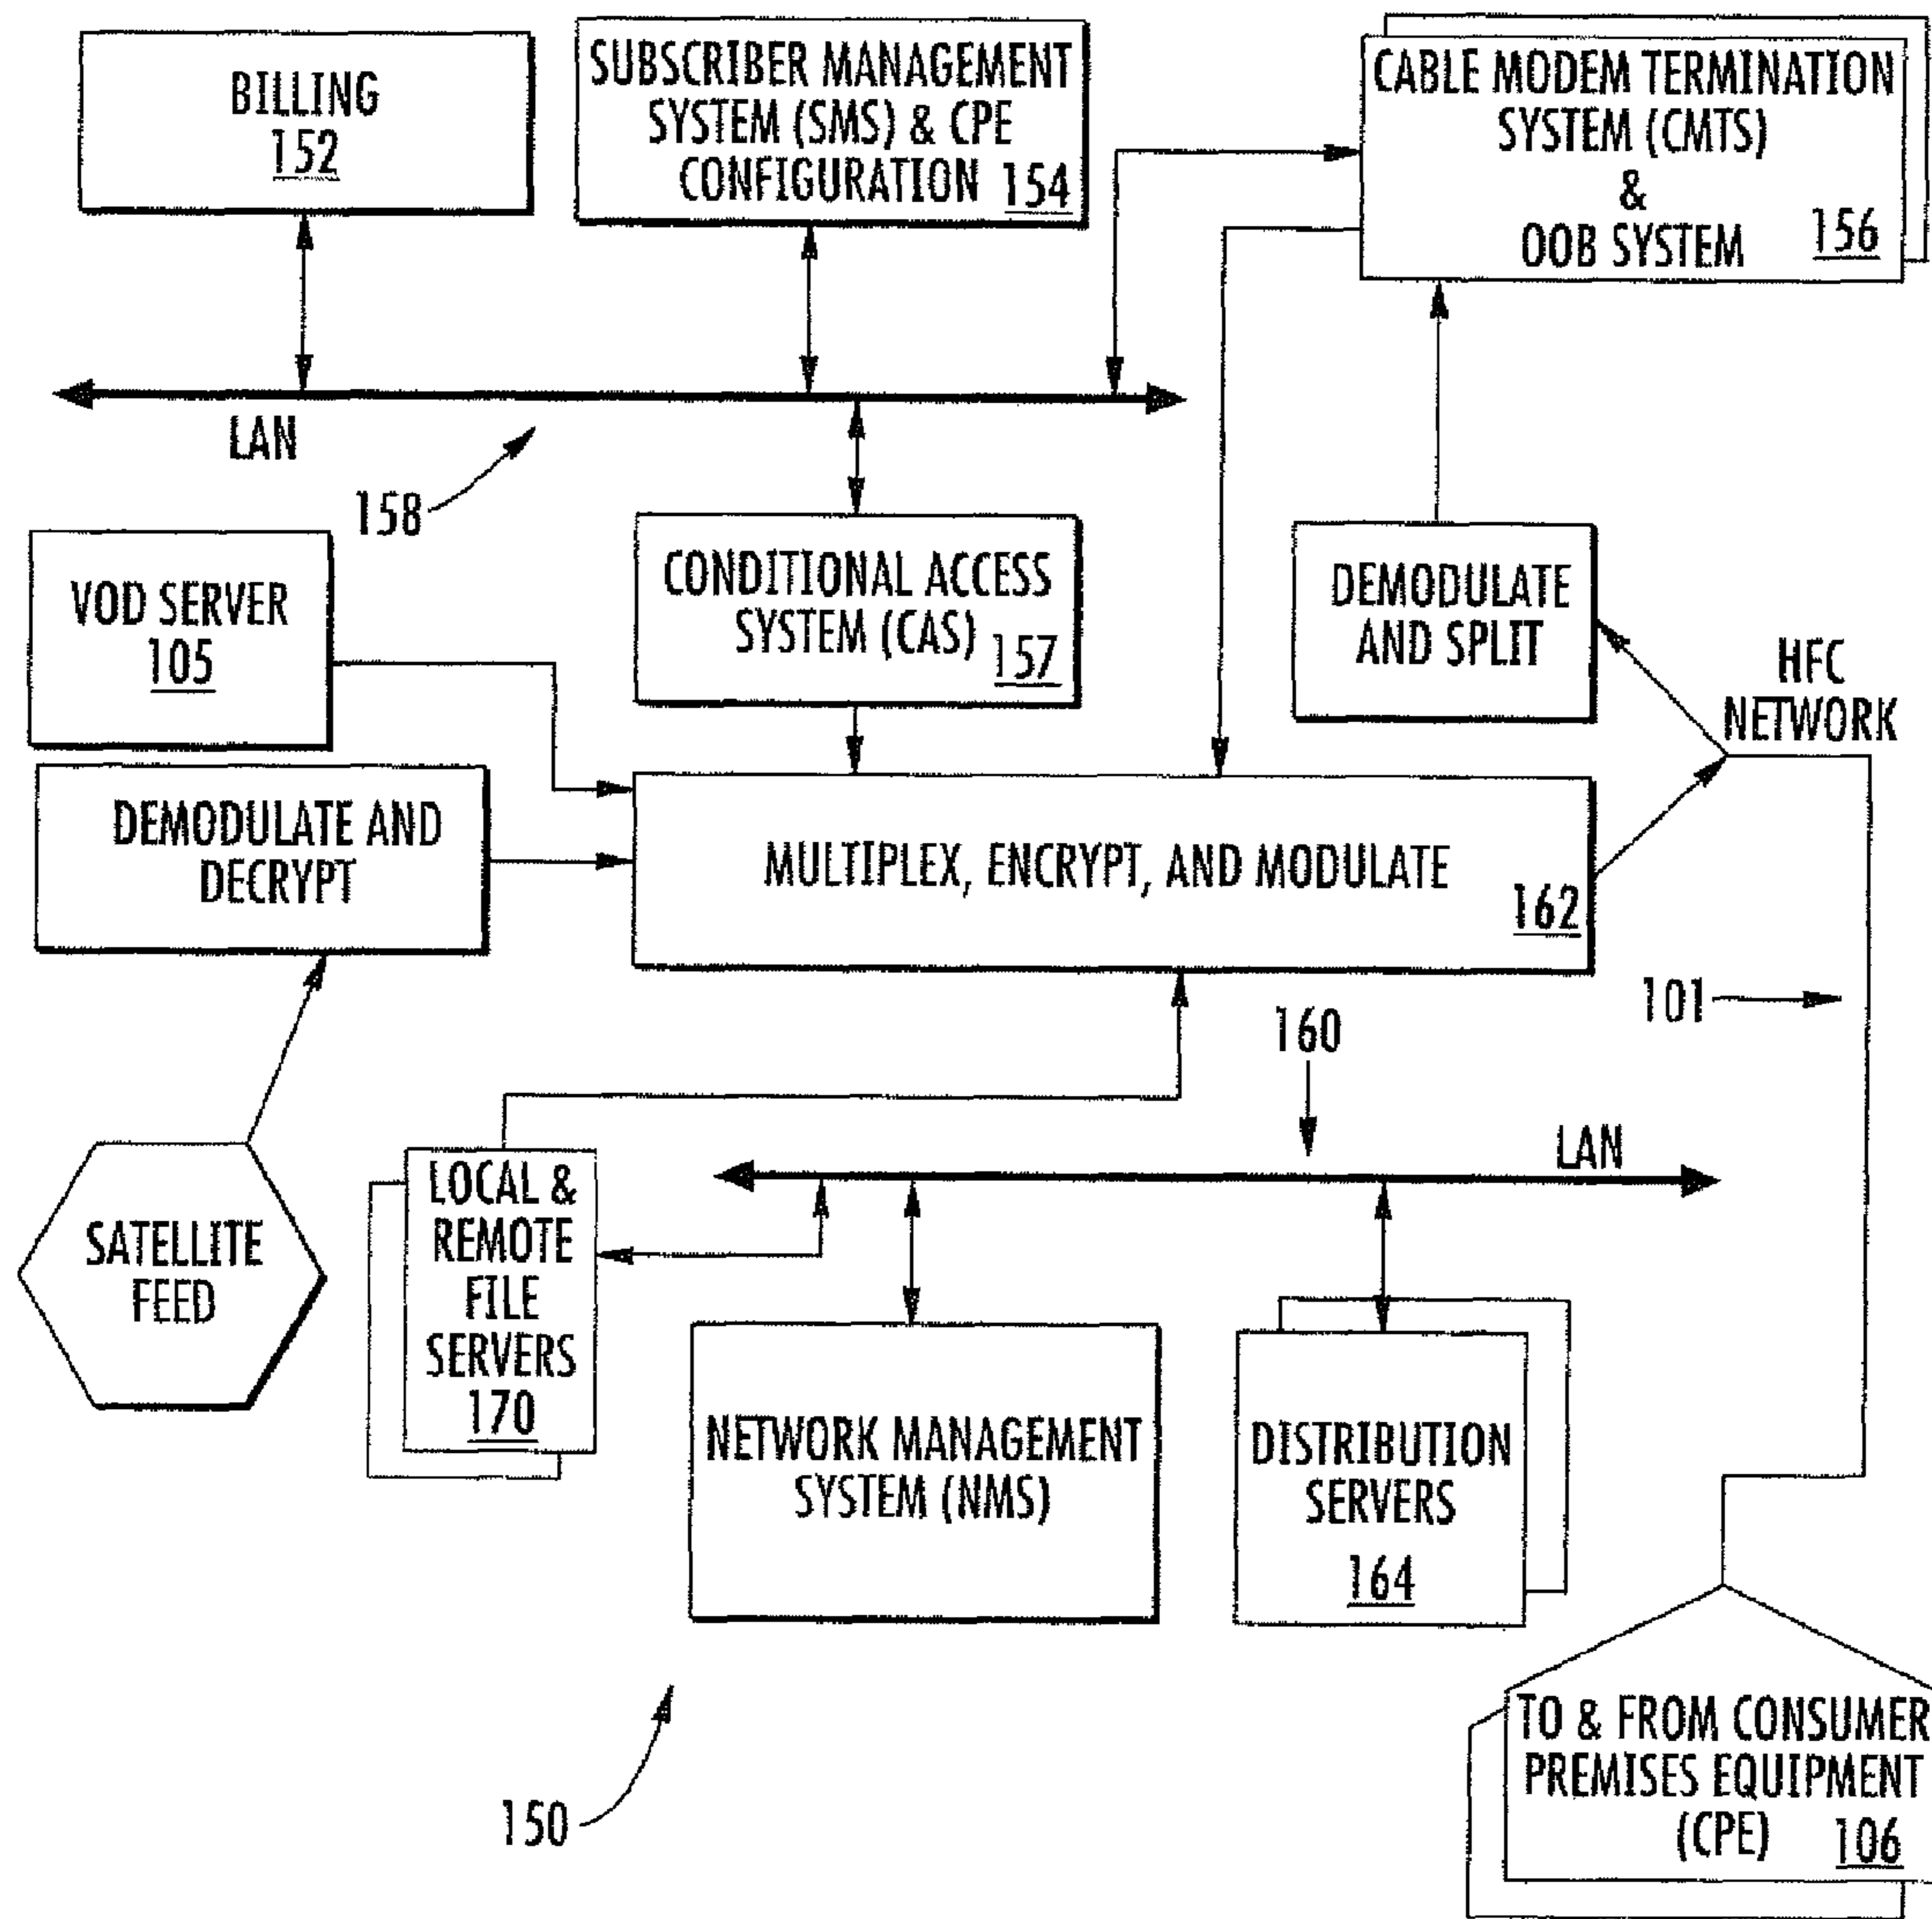 BILLING
152
SUBSCRIBER MANAGEMENT
SYSTEM (SMS) & CPE
CONFIGURATION 154
CABLE MODEM TERMINATION
SYSTEM (CMTS)
&
OOB SYSTEM
156
LAN
158
VOD SERVER
105
CONDITIONAL ACCESS
SYSTEM (CAS)
157
DEMODULATE
AND SPLIT
HFC
NETWORK
DEMODULATE AND
DECRYPT
MULTIPLEX, ENCRYPT, AND MODULATE
162
101
160
LAN
SATELLITE
FEED
LOCAL &
REMOTE
FILE
SERVERS
170
NETWORK MANAGEMENT
SYSTEM (NMS)
DISTRIBUTION
SERVERS
164
150
TO & FROM CONSUMER
PREMISES EQUIPMENT
(CPE) 106